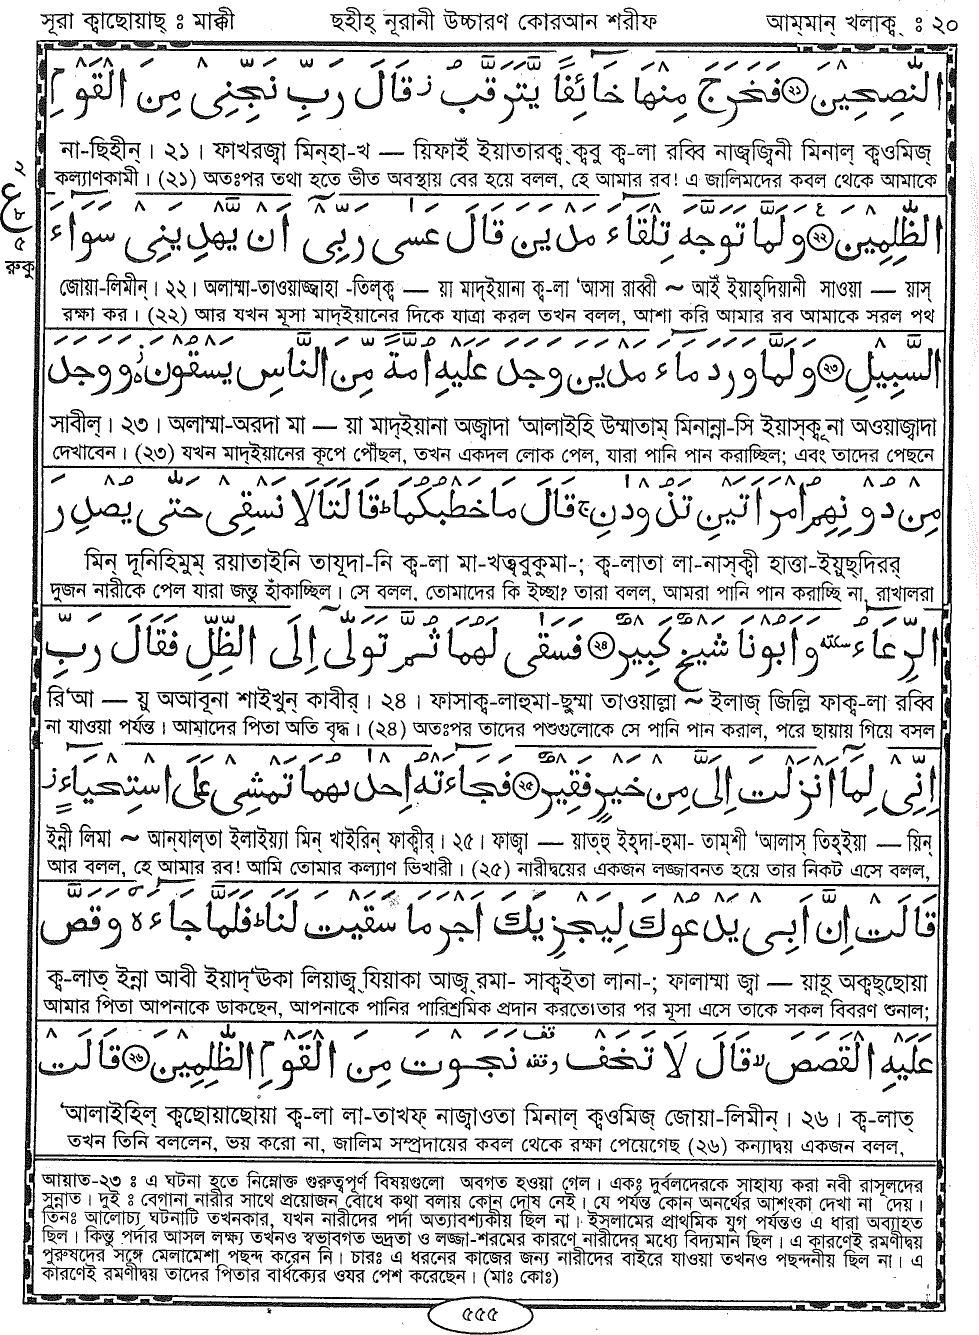 সূরা ক্বাছোয়াছ্ : মাক্কী ছহীহ্ নূরানী উচ্চারণ কোরআন শরীফ আম্মান্ খলাক্ব্ : ২০
النّٰصِحِيْنَ ﴿২১﴾ فَخَرَجَ مِنْهَا خَآئِفًا يَّتَرَقَّبُ ز قَالَ رَبِّ نَجِّنِيْ مِنَ الْقَوْمِ
না-ছিহীন্ । ২১ । ফাখরজ্বা মিন্হা-খ — য়িফাইঁ ইয়াতারক্ব্ক্ববু ক্ব-লা রব্বি নাজ্বজ্বিনী মিনাল্ ক্বওমিজ্
কল্যাণকামী । (২১) অতঃপর তথা হতে ভীত অবস্থায় বের হয়ে বলল, হে আমার রব! এ জালিমদের কবল থেকে আমাকে
২
ع
৮
৫
রুকু
الظّٰلِمِيْنَ ﴿২২﴾ وَلَمَّا تَوَجَّهَ تِلْقَآءَ مَدْيَنَ قَالَ عَسٰى رَبِّيْٓ اَنْ يَّهْدِيَنِيْ سَوَآءَ
জোয়া-লিমীন্ । ২২ । অলাম্মা-তাওয়াজ্জ্বাহা -তিল্ক্ব — য়া মাদ্ইয়ানা ক্ব-লা 'আসা রাব্বী ~ আইঁ ইয়াহ্দিয়ানী সাওয়া — য়াস্
রক্ষা কর । (২২) আর যখন মূসা মাদ্ইয়ানের দিকে যাত্রা করল তখন বলল, আশা করি আমার রব আমাকে সরল পথ
السَّبِيْلِ ﴿২৩﴾ وَلَمَّا وَرَدَ مَآءَ مَدْيَنَ وَجَدَ عَلَيْهِ اُمَّةً مِّنَ النَّاسِ يَسْقُوْنَ ز وَوَجَدَ
সাবীল্ । ২৩ । অলাম্মা-অরদা মা — য়া মাদ্ইয়ানা অজ্বাদা 'আলাইহি উম্মাতাম্ মিনান্না-সি ইয়াস্ক্বূনা অওয়াজ্বাদা
দেখাবেন । (২৩) যখন মাদ্ইয়ানের কূপে পৌঁছল, তখন একদল লোক পেল, যারা পানি পান করাচ্ছিল; এবং তাদের পেছনে
مِنْ دُوْنِهِمُ امْرَاَتَيْنِ تَذُوْدٰنِ ج قَالَ مَا خَطْبُكُمَا ط قَالَتَا لَا نَسْقِيْ حَتّٰى يُصْدِرَ
মিন্ দূনিহিমুম্ রয়াতাইনি তাযূদা-নি ক্ব-লা মা-খত্ববুকুমা-; ক্ব-লাতা লা-নাস্ক্বী হাত্তা-ইয়ুছ্দিরর্
দুজন নারীকে পেল যারা জন্তু হাঁকাচ্ছিল । সে বলল, তোমাদের কি ইচ্ছা? তারা বলল, আমরা পানি পান করাচ্ছি না, রাখালরা
الرِّعَآءُ سكته وَاَبُوْنَا شَيْخٌ كَبِيْرٌ ﴿২৪﴾ فَسَقٰى لَهُمَا ثُمَّ تَوَلّٰىٓ اِلَى الظِّلِّ فَقَالَ رَبِّ
রি'আ — য়ু অআবূনা শাইখুন্ কাবীর্ । ২৪ । ফাসাক্ব-লাহুমা-ছুম্মা তাওয়াল্লা ~ ইলাজ্ জিল্লি ফাক্ব-লা রব্বি
না যাওয়া পর্যন্ত । আমাদের পিতা অতি বৃদ্ধ । (২৪) অতঃপর তাদের পশুগুলোকে সে পানি পান করাল, পরে ছায়ায় গিয়ে বসল
اِنِّيْ لِمَآ اَنْزَلْتَ اِلَيَّ مِنْ خَيْرٍ فَقِيْرٌ ﴿২৫﴾ فَجَآءَتْهُ اِحْدٰىهُمَا تَمْشِيْ عَلَى اسْتِحْيَآءٍ ز
ইন্নী লিমা ~ আন্যাল্তা ইলাইয়্যা মিন্ খাইরিন্ ফাক্বীর্ । ২৫ । ফাজ্বা — য়াত্হু ইহ্দা-হুমা- তাম্শী 'আলাস্ তিহ্ইয়া — য়িন্
আর বলল, হে আমার রব! আমি তোমার কল্যাণ ভিখারী । (২৫) নারীদ্বয়ের একজন লজ্জাবনত হয়ে তার নিকট এসে বলল,
قَالَتْ اِنَّ اَبِيْ يَدْعُوْكَ لِيَجْزِيَكَ اَجْرَ مَا سَقَيْتَ لَنَا ط فَلَمَّا جَآءَهٗ وَقَصَّ
ক্ব-লাত্ ইন্না আবী ইয়াদ্'ঊকা লিয়াজ্ব্ যিয়াকা আজ্ব্ রমা- সাক্বইতা লানা-; ফালাম্মা জ্বা — য়াহূ অক্বছ্ছোয়া
আমার পিতা আপনাকে ডাকছেন, আপনাকে পানির পারিশ্রমিক প্রদান করতে।তার পর মূসা এসে তাকে সকল বিবরণ শুনাল;
عَلَيْهِ الْقَصَصَ لا قَالَ لَا تَخَفْ قف وقفة نَجَوْتَ مِنَ الْقَوْمِ الظّٰلِمِيْنَ ﴿২৬﴾ قَالَتْ
'আলাইহিল্ ক্বছোয়াছোয়া ক্ব-লা লা-তাখফ্ নাজ্বাওতা মিনাল্ ক্বওমিজ্ জোয়া-লিমীন্ । ২৬ । ক্ব-লাত্
তখন তিনি বললেন, ভয় করো না, জালিম সম্প্রদায়ের কবল থেকে রক্ষা পেয়েগেছ (২৬) কন্যাদ্বয় একজন বলল,
আয়াত-২৩ : এ ঘটনা হতে নিম্নোক্ত গুরুত্বপূর্ণ বিষয়গুলো অবগত হওয়া গেল । একঃ দুর্বলদেরকে সাহায্য করা নবী রাসূলদের
সুন্নাত । দুই : বেগানা নারীর সাথে প্রয়োজন বোধে কথা বলায় কোন দোষ নেই । যে পর্যন্ত কোন অনর্থের আশংকা দেখা না দেয় ।
তিনঃ আলোচ্য ঘটনাটি তখনকার, যখন নারীদের পর্দা অত্যাবশ্যকীয় ছিল না । ইসলামের প্রাথমিক যুগ পর্যন্তও এ ধারা অব্যাহত
ছিল । কিন্তু পর্দার আসল লক্ষ্য তখনও স্বভাবগত ভদ্রতা ও লজ্জা-শরমের কারণে নারীদের মধ্যে বিদ্যমান ছিল । এ কারণেই রমণীদ্বয়
পুরুষদের সঙ্গে মেলামেশা পছন্দ করেন নি । চারঃ এ ধরনের কাজের জন্য নারীদের বাইরে যাওয়া তখনও পছন্দনীয় ছিল না । এ
কারণেই রমণীদ্বয় তাদের পিতার বার্ধক্যের ওযর পেশ করেছেন । (মাঃ কোঃ)
৫৫৫